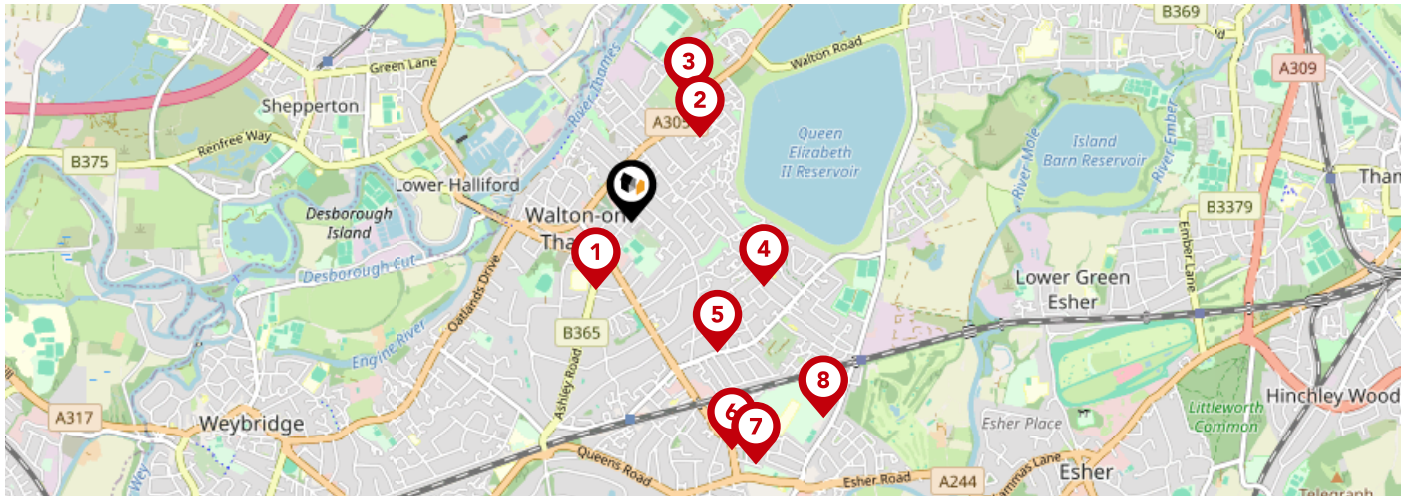 B369
Walton Road
Green Lane
A309
River Thames
3
Shepperton
2
A305
Renfree Way
Queen
Elizabeth
II Reservoir
Island
Barn Reservoir
River Mole
River Ember
B375
Lower Halliford
Desborough
Island
Walton-on
Tha
B3379
1
4
Desborough Cut
Oatlands Drive
Ember Lane
Lower Green
Esher
5
B365
Engine River
Ashley Road
8
6
7
A317
Weybridge
Hinchley Wood
Littleworth
Common
Esher Place
Queens Road
Esher Road
A244
Esher
Wey